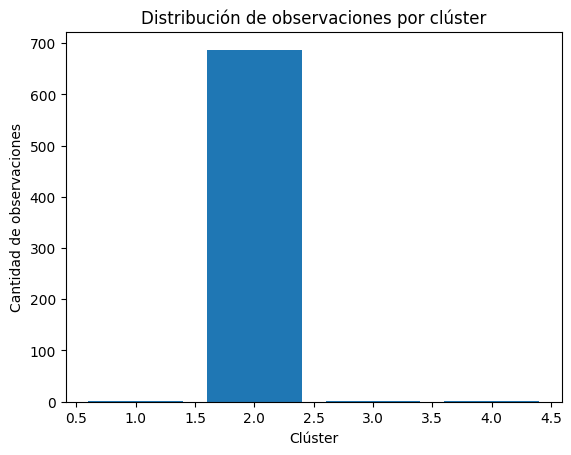 Distribución de observaciones por clúster
Cantidad de observaciones
700
600
500
400
300
200
100
0
0.5 1.0 1.5 2.0 2.5 3.0 3.5 4.0 4.5
Clúster